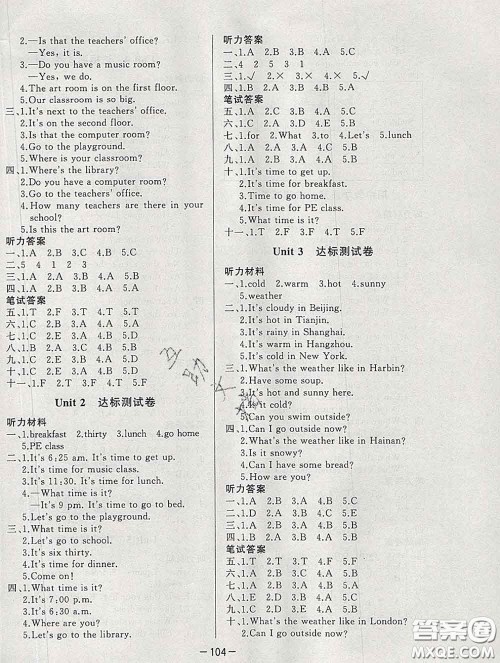 2.—Is that the teachers' office?
—Yes, it is.
3.—Do you have a music room?
—Yes, we do.
4.The art room is on the first floor.
5.Our classroom is so big.
三、1.It's next to the teachers' office.
2.It's on the second floor.
3.Is that the computer room?
4.Go to the playground.
5.Where is your classroom?
四、1.Where's the library?
2.Do you have a computer room?
3.Go to the teachers' office.
4.How many teachers are there in your
school?
5.Is this the art room?
听力答案
一、1.A 2.B 3.C 4.B 5.A
二、5 4 1 2 3
三、1.A 2.B 3.A 4.B 5.A
四、1.A 2.B 3.A 4.B 5.A
笔试答案
五、1.T 2.F 3.F 4.T 5.T
六、1.C 2.B 3.A 4.B 5.A
七、1.A 2.C 3.A 4.B 5.D
八、1.C 2.E 3.A 4.B 5.D
九、1.C 2.E 3.A 4.B 5.D
十、1.B 2.D 3.E 4.A 5.C
十一、1.F 2.T 3.F 4.F 5.T
Unit 2 达标测试卷
听力材料
一、1.breakfast 2.thirty 3.lunch 4.go home
5.PE class
二、1.It's 6:25 am. It's time to get up.
2.It's time for music class.
3.It's 11:30. It's time for lunch.
4.—What time is it?
—It's 9 pm. It's time to go to bed.
5.Let's go to the playground.
三、1.What time is it?
2.Let's go to school.
3.It's six thirty.
4.It's time for dinner.
5.Come on!
四、1.What time is it?
2.It's 7:00 p.m.
3.It's 6:30 a.m.
4.Where are you?
5.Let's go to the library.
听力答案
一、1.A 2.B 3.A 4.B 5.C
二、4 2 5 3 1
三、1.√ 2.× 3.× 4.× 5.√
四、1.A 2.B 3.A 4.B 5.A
笔试答案
五、1.A 2.B 3.A 4.B 5.A
六、1.C 2.A 3.B 4.A 5.A
七、1.for 2.What 3.to 4.Let's 5.lunch
八、1.A 2.B 3.A 4.B 5.B
九、1.A 2.B 3.A 4.B 5.B
十、1.It's time to get up.
2.It's time for breakfast.
3.Go home.
4.It's time for PE class.
5.What time is it?
十一、1.T 2.T 3.F 4.F 5.T
Unit 3 达标测试卷
听力材料
一、1.cold 2.warm 3.hot 4.sunny
5.weather
二、1.It's cloudy in Beijing.
2.It's hot in Tianjin.
3.It's rainy in Shanghai.
4.It's warm in Hangzhou.
5.It's cold in New York.
三、1.What's the weather like in Harbin?
2.Have some soup.
3.It's hot and sunny here.
4.Is it cold?
5.Can you swim outside?
四、1.Can I go outside now?
2.What's the weather like in Hainan?
3.What's this?
4.Can I have some bread?
5.How are you?
听力答案
一、1.A 2.B 3.A 4.B 5.C
二、1.B 2.D 3.A 4.C 5.E
三、1.A 2.A 3.A 4.B 5.A
四、1.A 2.A 3.A 4.B 5.A
笔试答案
五、1.T 2.T 3.T 4.F 5.F
六、1.T 2.F 3.F 4.F 5.F
七、1.A 2.A 3.A 4.B 5.A
八、1.B 2.A 3.A 4.B 5.B
九、1.D 2.C 3.B 4.E 5.A
十、1.What's the weather like in London?
2.Can I go outside now?
— 104 —
答案圈
MXQE.COM